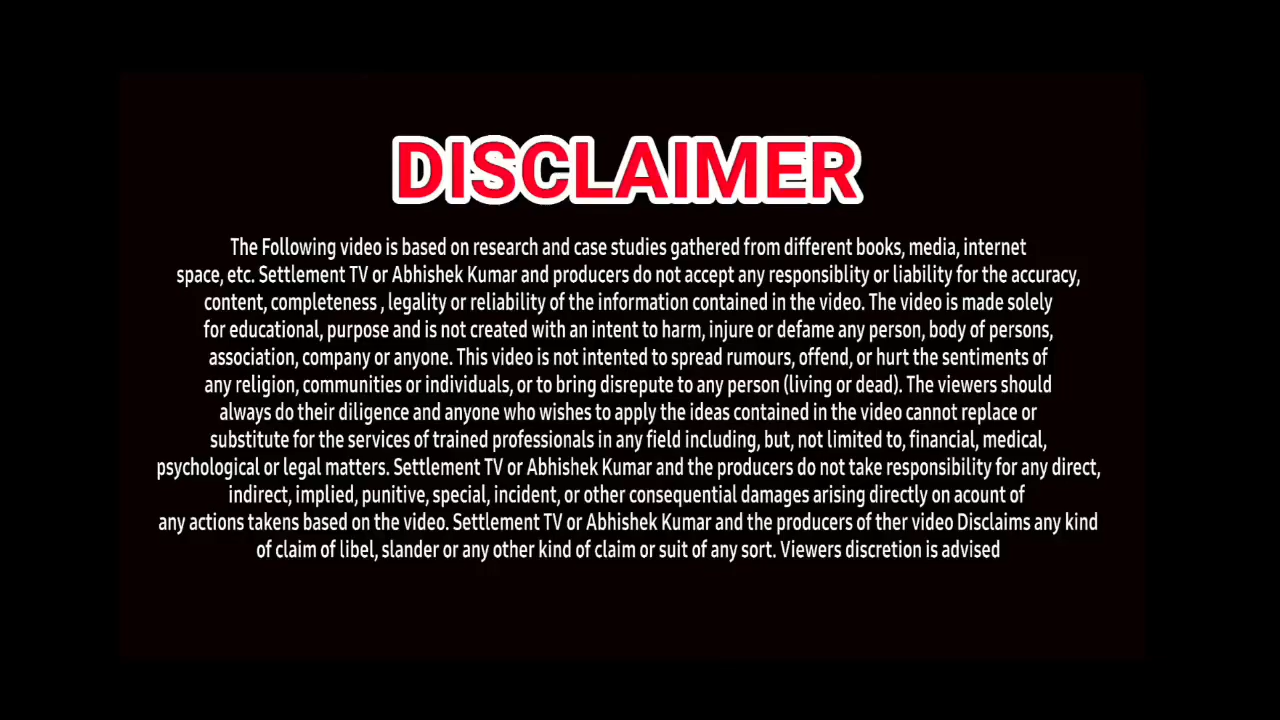 DISCLAIMER
The Following video is based on research and case studies gathered from different books, media, internet
space, etc. Settlement TV or Abhishek Kumar and producers do not accept any responsiblity or liability for the accuracy,
content, completeness , legality or reliability of the information contained in the video. The video is made solely
for educational, purpose and is not created with an intent to harm, injure or defame any person, body of persons,
association, company or anyone. This video is not intented to spread rumours, offend, or hurt the sentiments of
any religion, communities or individuals, or to bring disrepute to any person (living or dead). The viewers should
always do their diligence and anyone who wishes to apply the ideas contained in the video cannot replace or
substitute for the services of trained professionals in any field including, but, not limited to, financial, medical,
psychological or legal matters. Settlement TV or Abhishek Kumar and the producers do not take responsibility for any direct,
indirect, implied, punitive, special, incident, or other consequential damages arising directly on acount of
any actions takens based on the video. Settlement TV or Abhishek Kumar and the producers of ther video Disclaims any kind
of claim of libel, slander or any other kind of claim or suit of any sort. Viewers discretion is advised